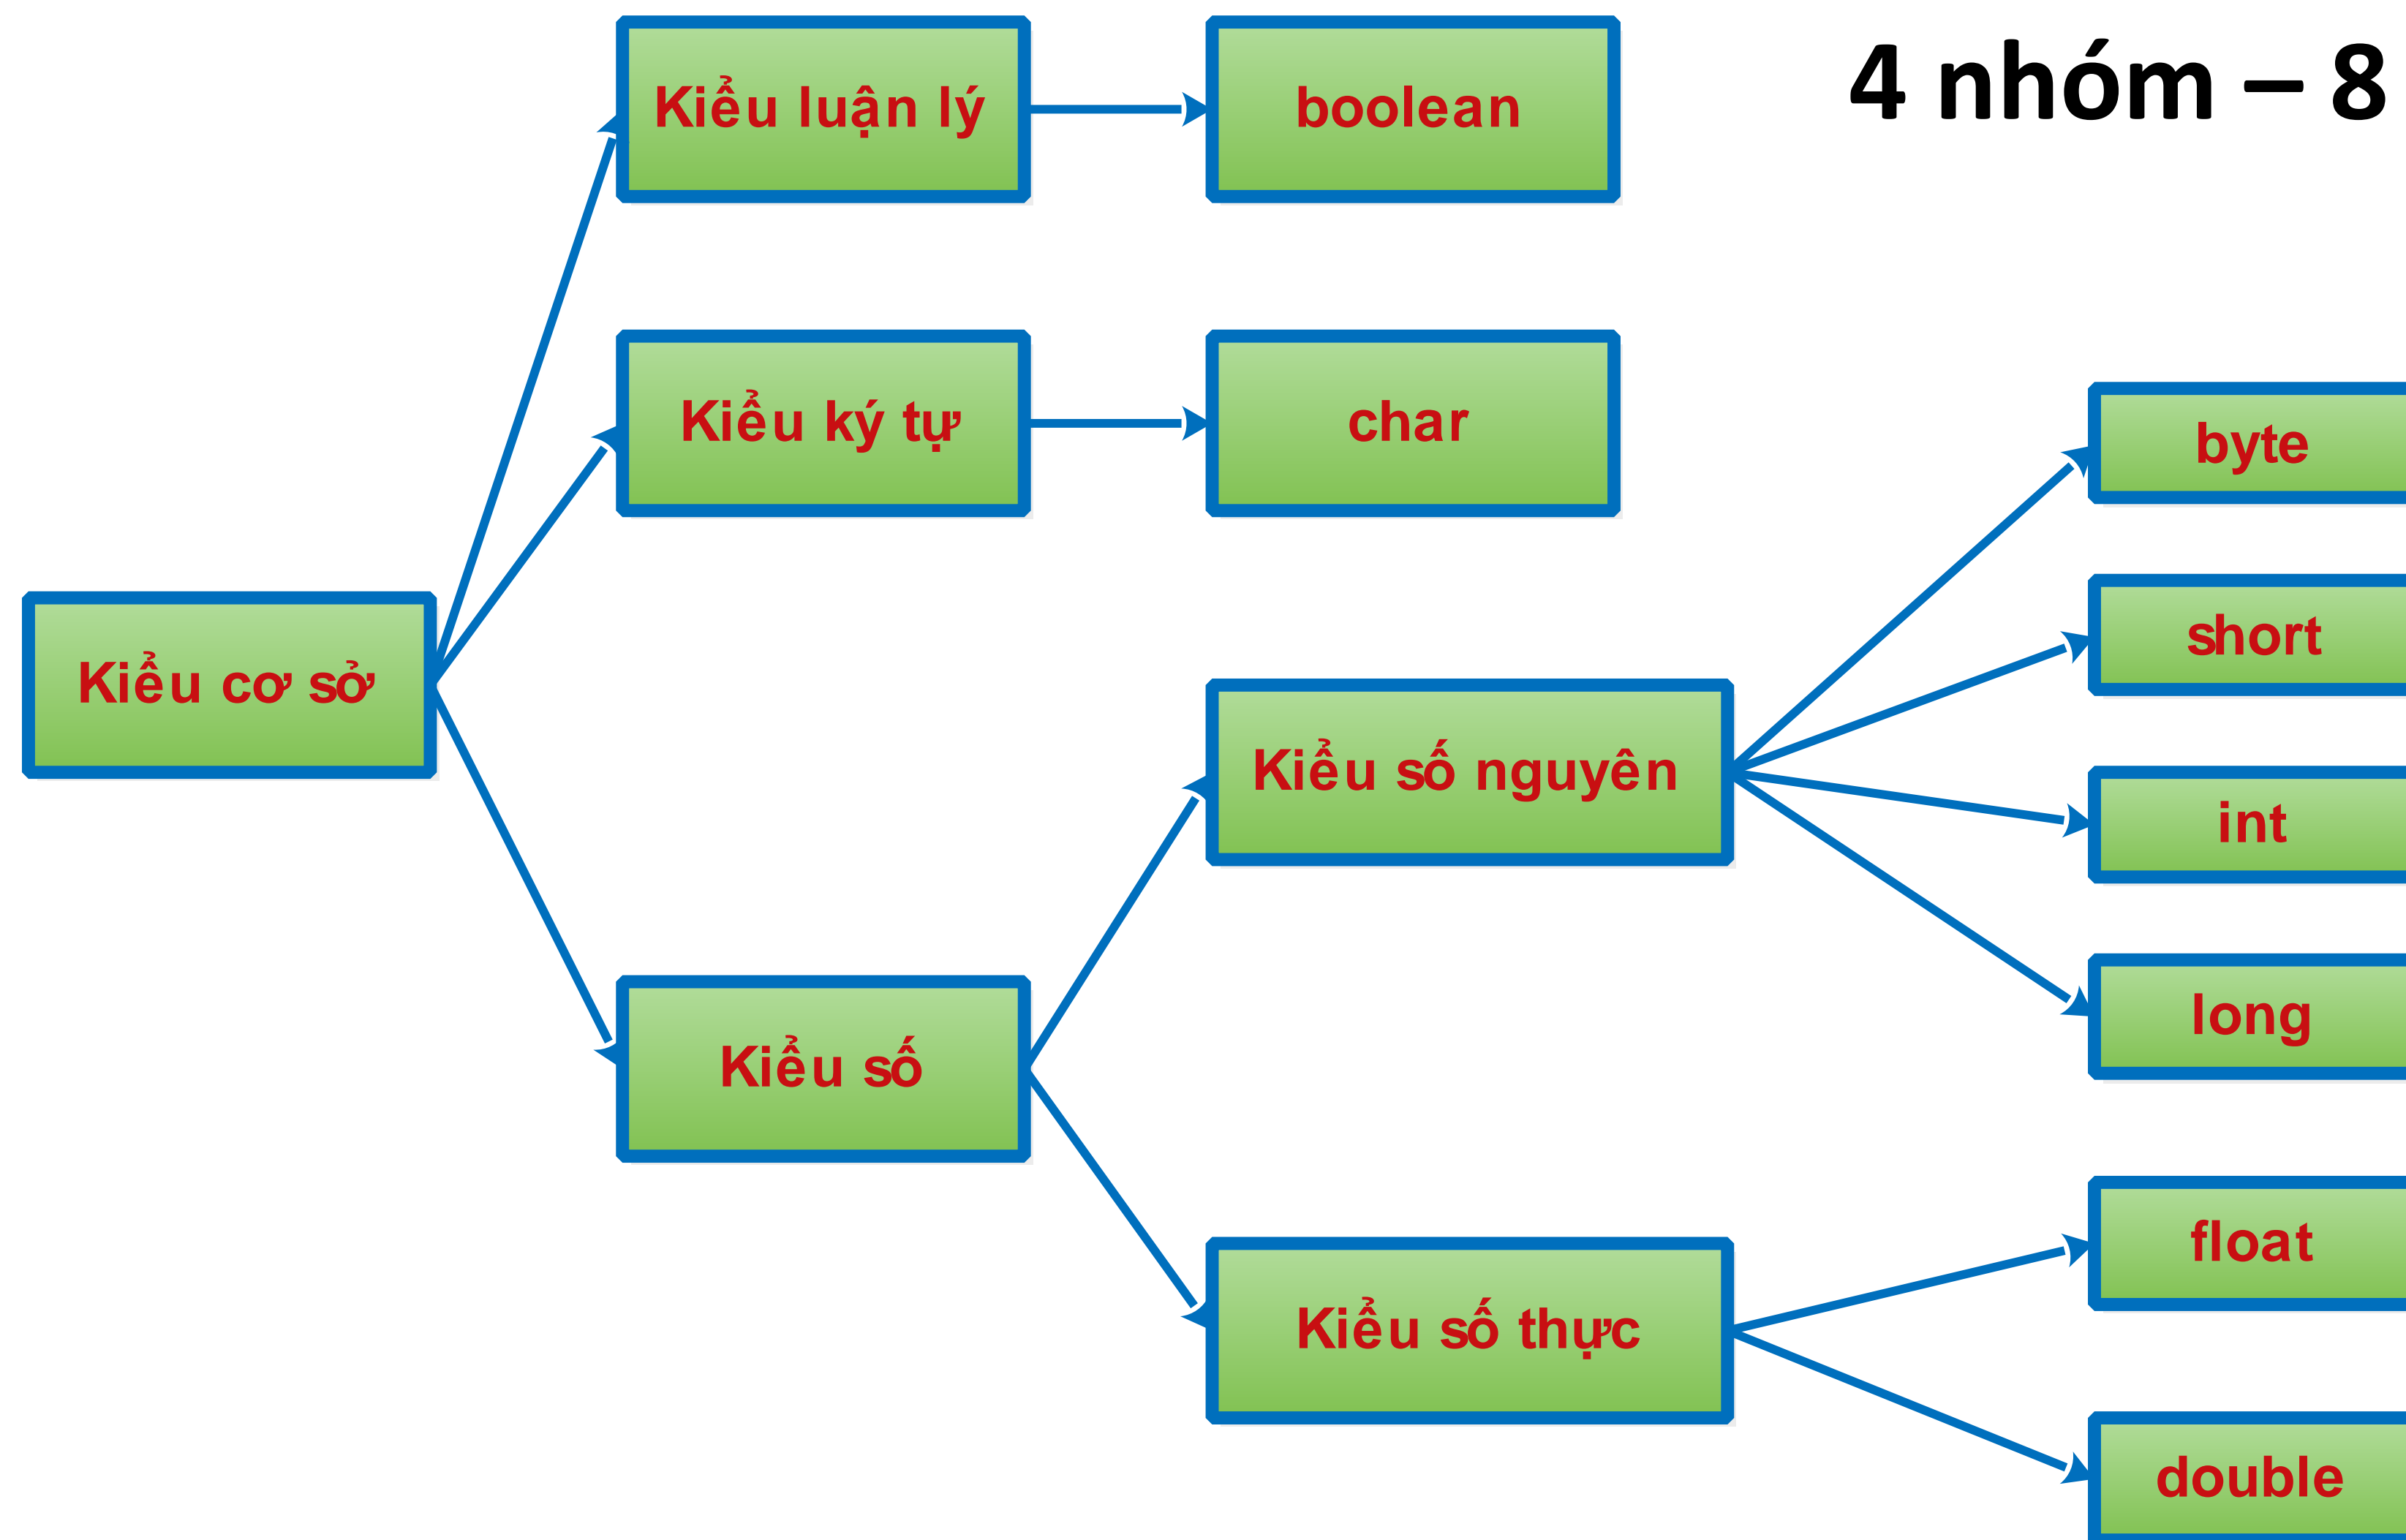 4 nhóm – 8
Kiểu luận lý
boolean
Kiểu ký tự
char
byte
short
Kiểu cơ sở
Kiểu số nguyên
int
long
Kiểu số
float
Kiểu số thực
double